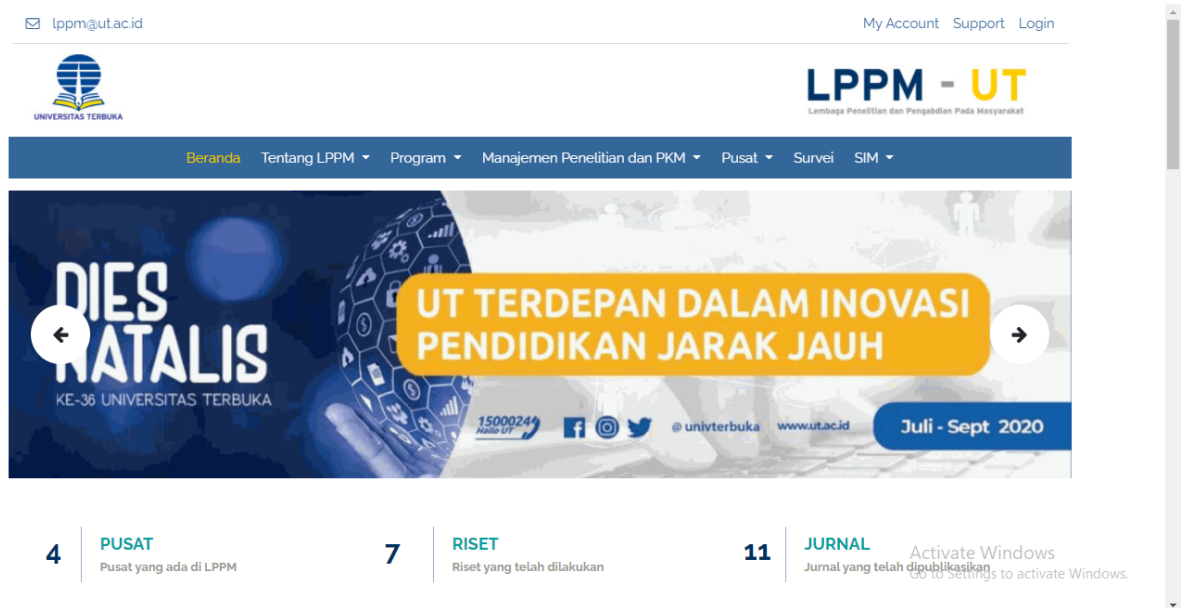 lppm@ut.ac.id
My Account Support Login
UNIVERSITAS TERBUKA
LPPM - UT
Lembaga Penelitian dan Pengabdian Pada Masyarakat
Beranda Tentang LPPM Program Manajemen Penelitian dan PKM Pusat Survei SIM
DIES
NATALIS
KE-36 UNIVERSITAS TERBUKA
UT TERDEPAN DALAM INOVASI
PENDIDIKAN JARAK JAUH
1500024
Hallo UT
@univterbuka www.ut.ac.id
Juli - Sept 2020
4
PUSAT
Pusat yang ada di LPPM
7
RISET
Riset yang telah dilakukan
11
JURNAL
Jurnal yang telah dipublikasikan
Activate Windows
Go to Settings to activate Windows.